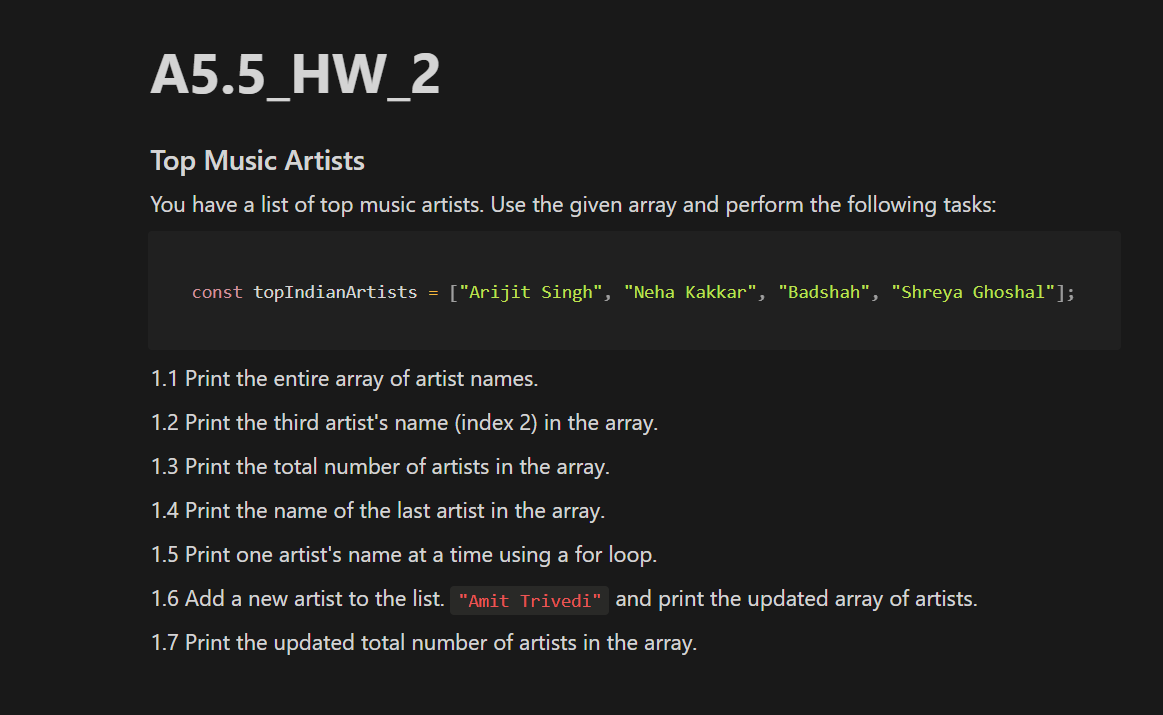 A5.5_HW_2
Top Music Artists
You have a list of top music artists. Use the given array and perform the following tasks:
const topIndianArtists = ["Arijit Singh", "Neha Kakkar", "Badshah", "Shreya Ghoshal"];
1.1 Print the entire array of artist names.
1.2 Print the third artist's name (index 2) in the array.
1.3 Print the total number of artists in the array.
1.4 Print the name of the last artist in the array.
1.5 Print one artist's name at a time using a for loop.
1.6 Add a new artist to the list. "Amit Trivedi" and print the updated array of artists.
1.7 Print the updated total number of artists in the array.